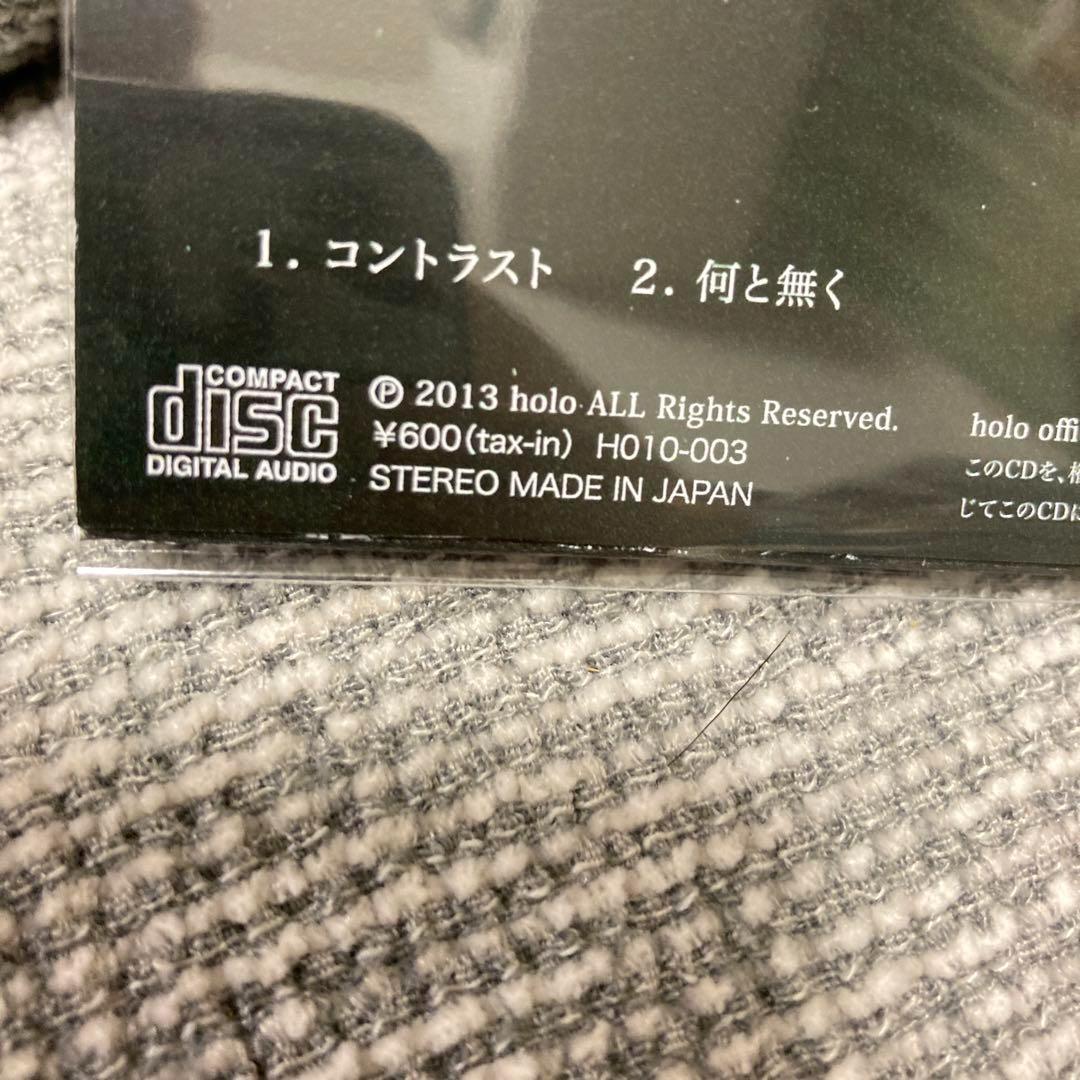 1. コントラスト 2. 何と無く
COMPACT
disc
DIGITAL AUDIO
Ⓟ 2013 holo ALL Rights Reserved.
¥600(tax-in) H010-003
STEREO MADE IN JAPAN
holo offi
このCDを、権
じてこのCDに